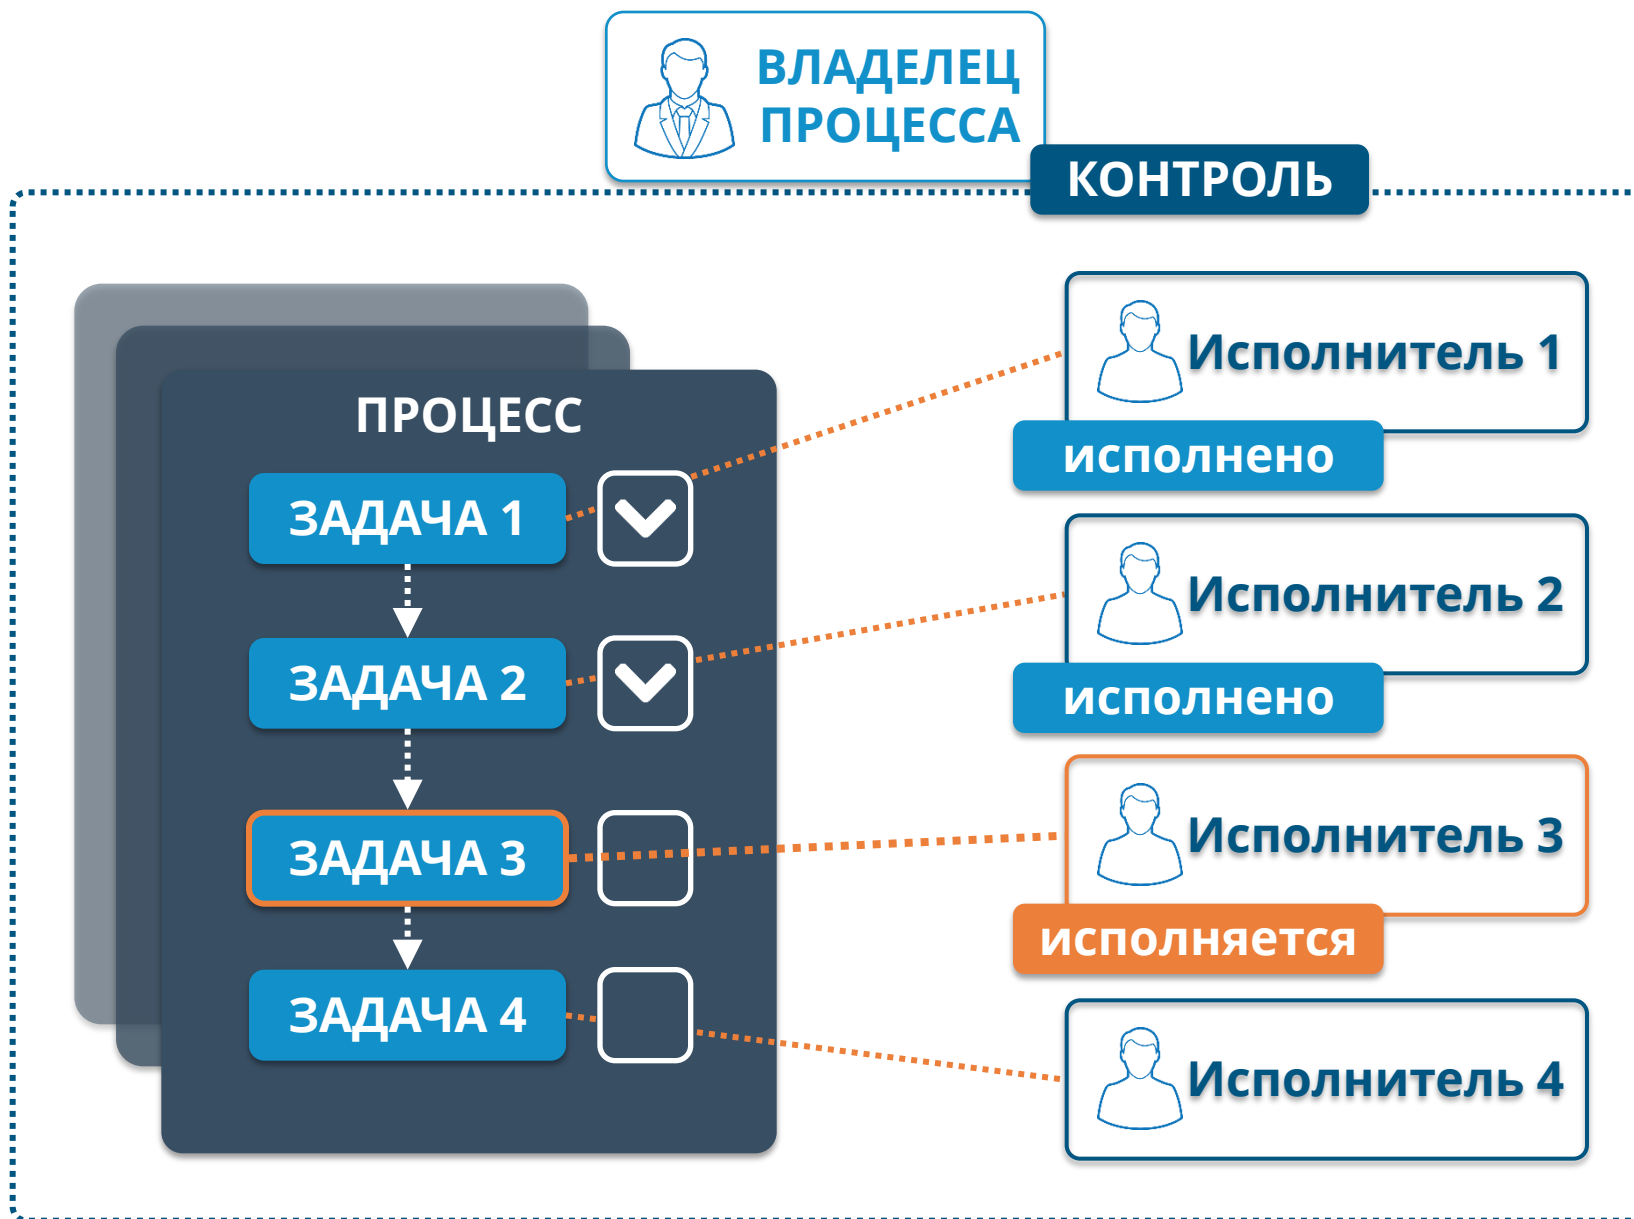 ВЛАДЕЛЕЦ
ПРОЦЕССА
КОНТРОЛЬ
ПРОЦЕСС
ЗАДАЧА 1
ЗАДАЧА 2
ЗАДАЧА 3
ЗАДАЧА 4
Исполнитель 1
исполнено
Исполнитель 2
исполнено
Исполнитель 3
исполняется
Исполнитель 4